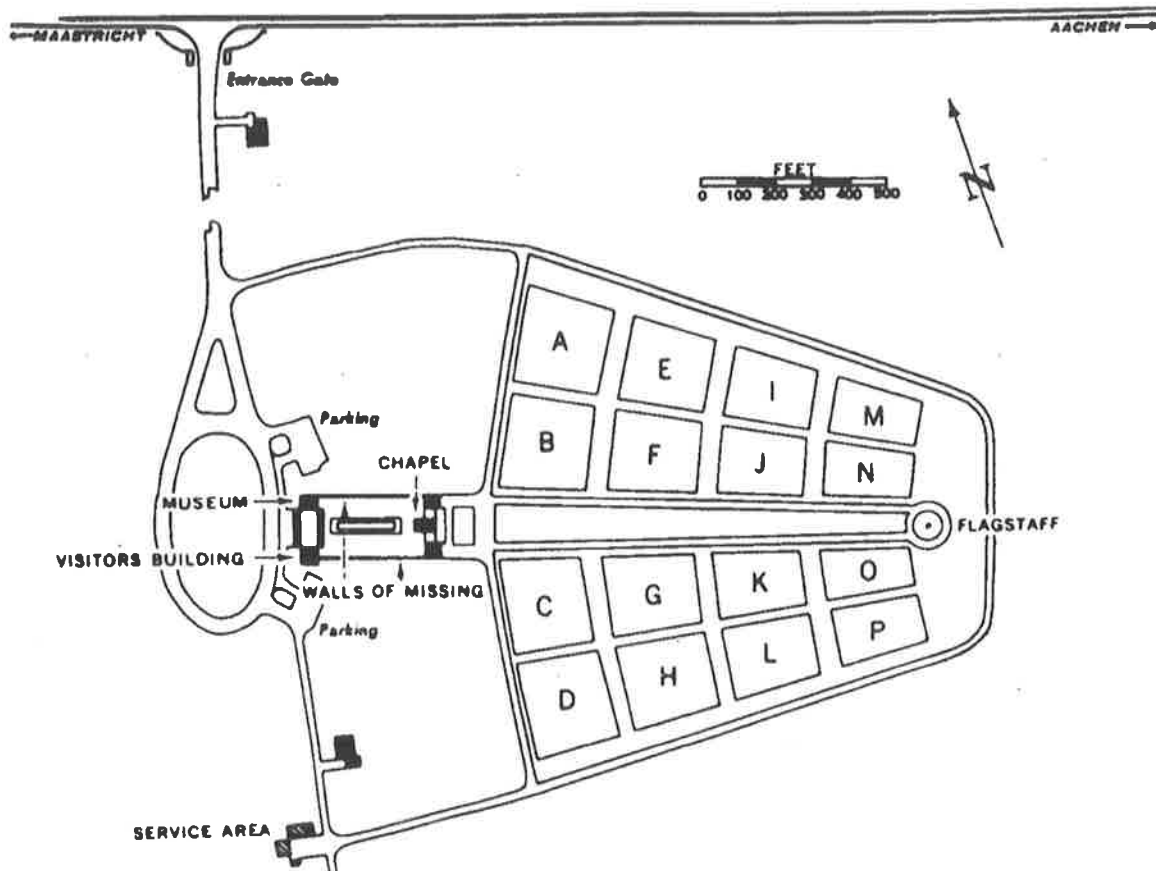 MAASTRICHT
AACHEN
Entrance Gate
FEET
0 100 200 300 400 500
N
A
E
I
M
B
F
J
N
Parking
CHAPEL
MUSEUM
FLAGSTAFF
VISITORS BUILDING
WALLS OF MISSING
C
G
K
O
Parking
D
H
L
P
SERVICE AREA